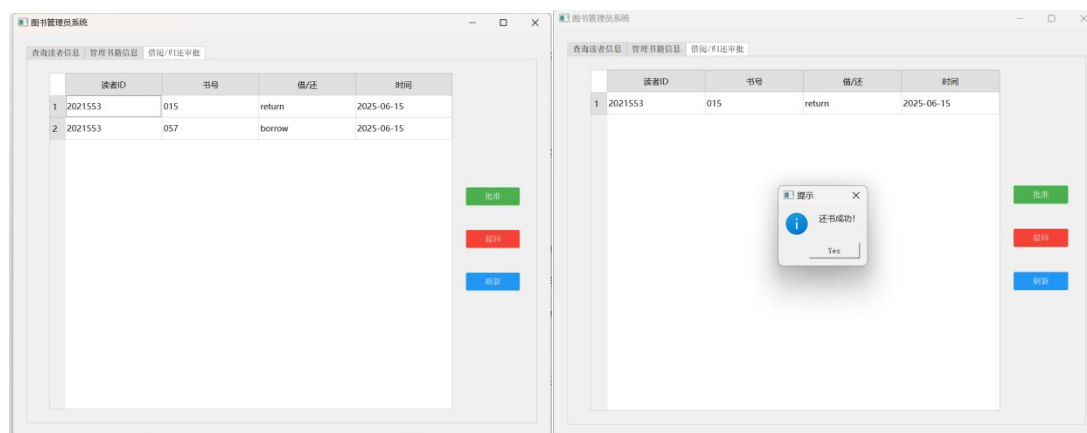 图书管理员系统
查询读者信息 管理书籍信息 借阅/归还审批
读者ID 书号 借/还 时间
1 2021553 015 return 2025-06-15
2 2021553 057 borrow 2025-06-15
批准
驳回
刷新
图书管理员系统
查询读者信息 管理书籍信息 借阅/归还审批
读者ID 书号 借/还 时间
1 2021553 015 return 2025-06-15
提示
还书成功!
Yes
批准
驳回
刷新